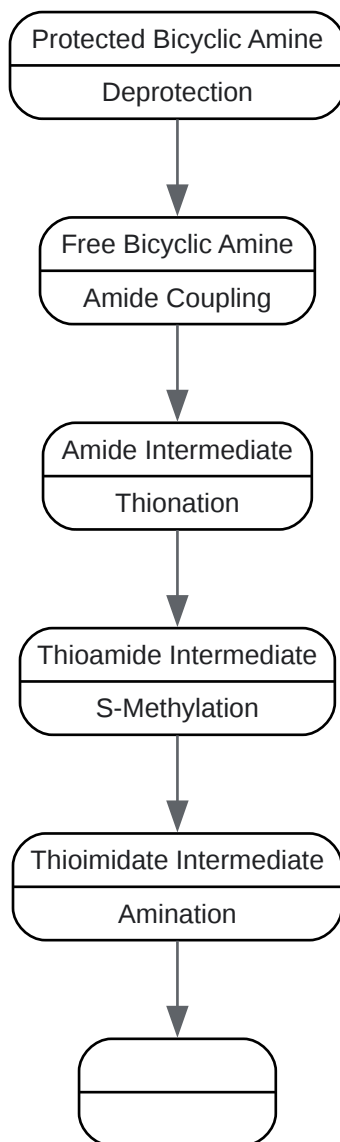 Protected Bicyclic Amine
Deprotection
Free Bicyclic Amine
Amide Coupling
Amide Intermediate
Thionation
Thioamide Intermediate
S-Methylation
Thioimidate Intermediate
Amination